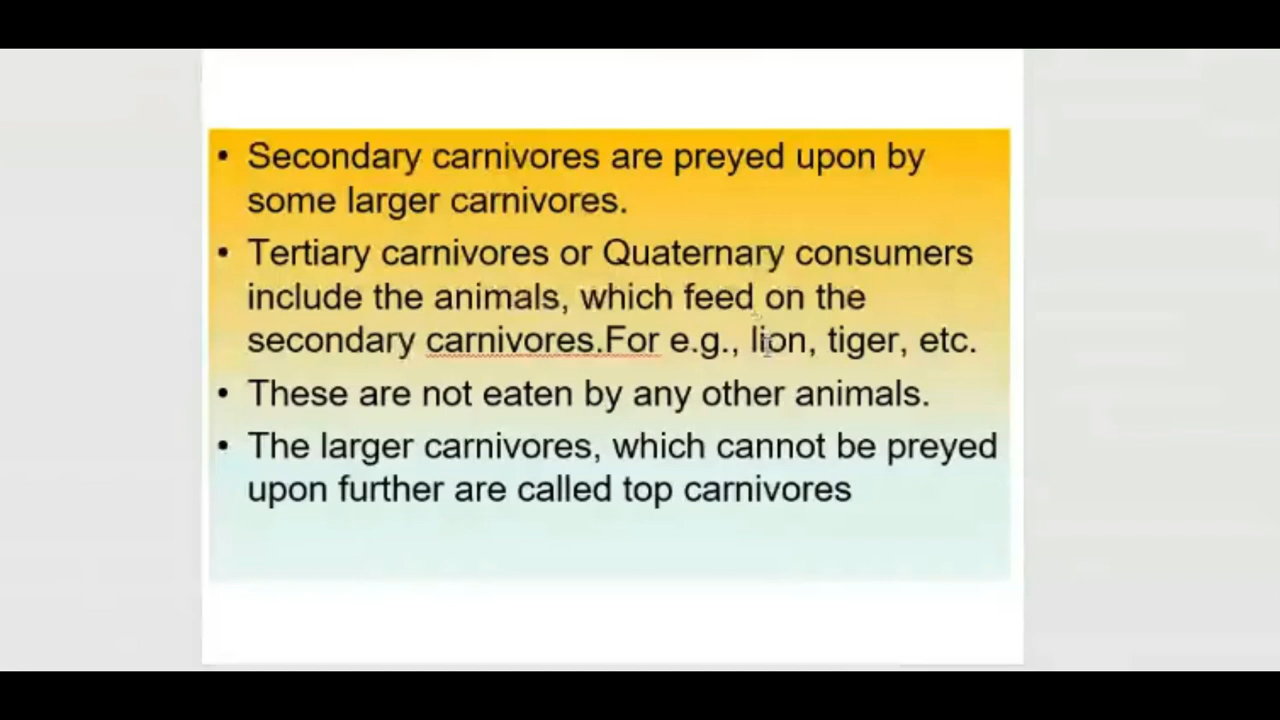 • Secondary carnivores are preyed upon by
some larger carnivores.
• Tertiary carnivores or Quaternary consumers
include the animals, which feed on the
secondary carnivores.For e.g., lion, tiger, etc.
• These are not eaten by any other animals.
• The larger carnivores, which cannot be preyed
upon further are called top carnivores